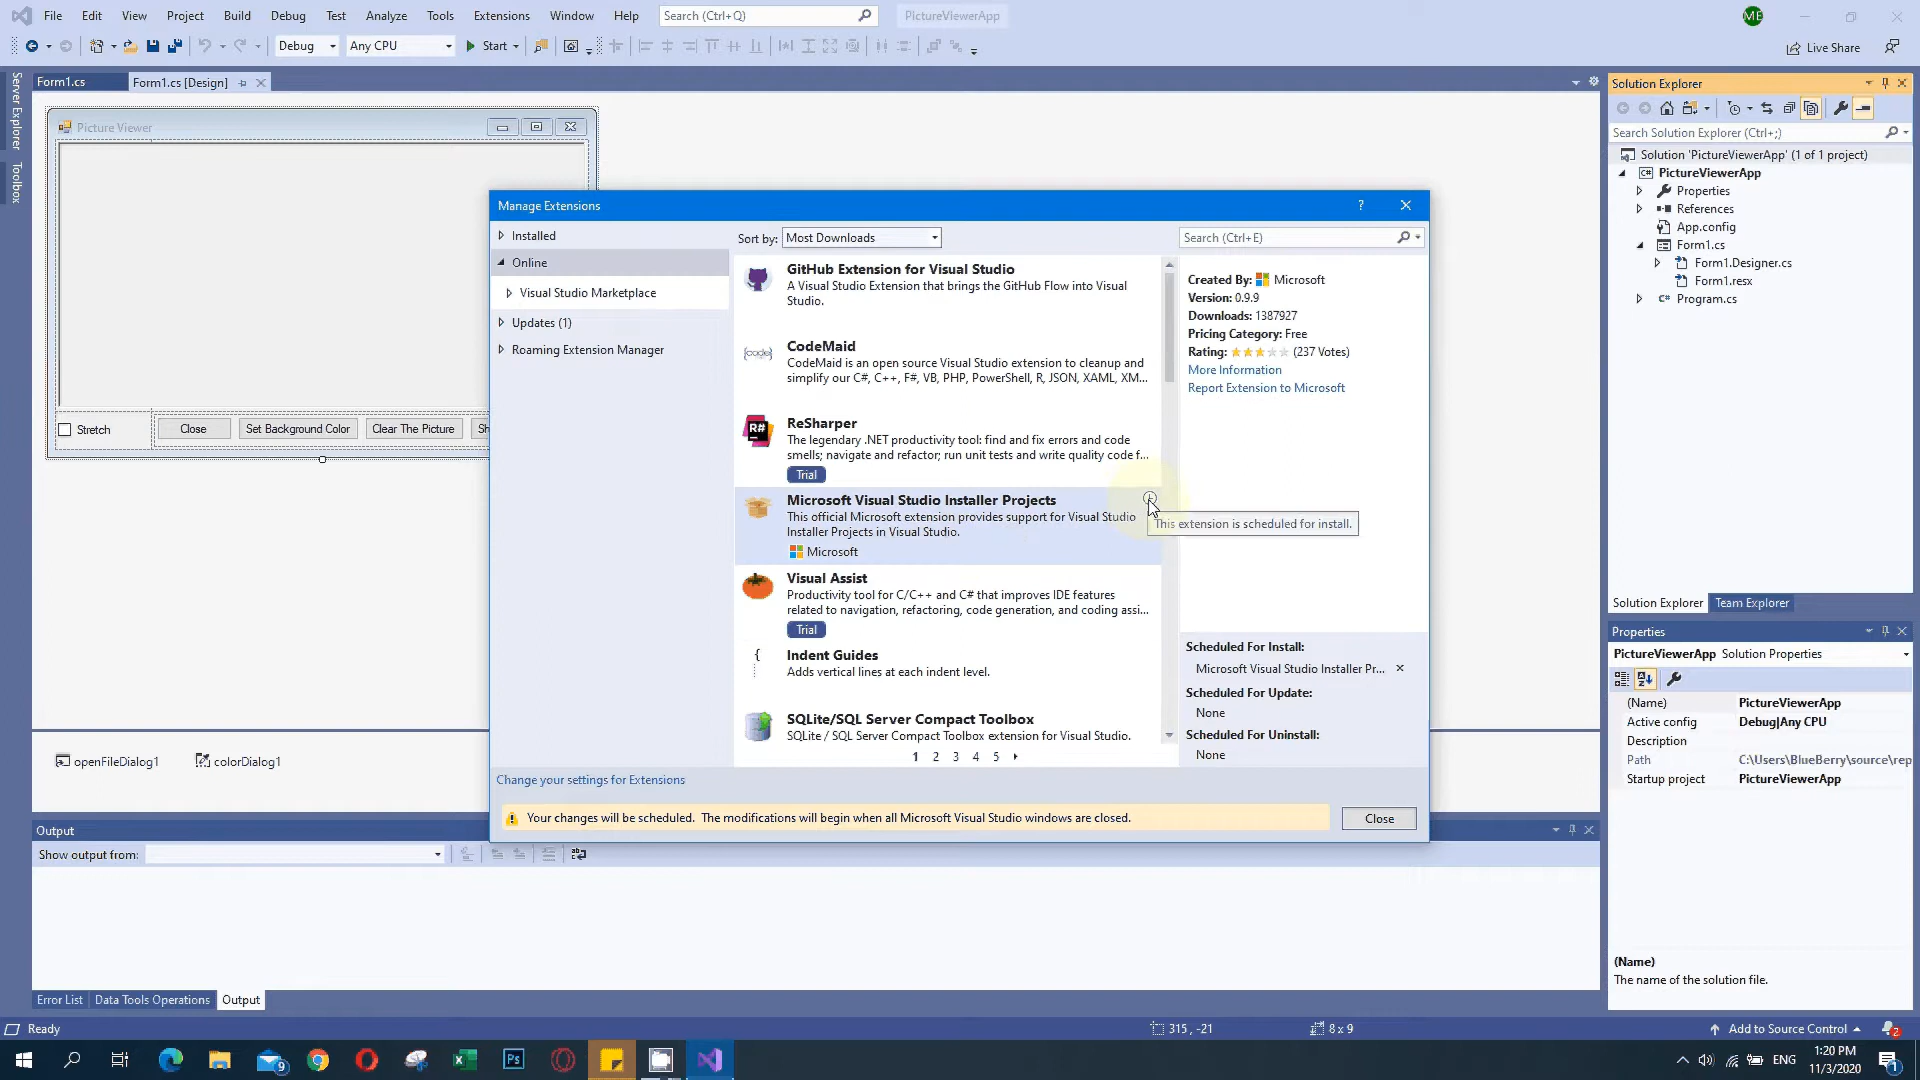 File Edit View Project Build Debug Test Analyze Tools Extensions Window Help Search (Ctrl+Q) PictureViewerApp ME
Debug Any CPU Start Live Share
Server Explorer
Toolbox
Form1.cs Form1.cs [Design]
Picture Viewer
Stretch Close Set Background Color Clear The Picture Sh
openFileDialog1 colorDialog1
Manage Extensions
Installed
Online
Visual Studio Marketplace
Updates (1)
Roaming Extension Manager
Sort by: Most Downloads
Search (Ctrl+E)
GitHub Extension for Visual Studio
A Visual Studio Extension that brings the GitHub Flow into Visual
Studio.
CodeMaid
CodeMaid is an open source Visual Studio extension to cleanup and
simplify our C#, C++, F#, VB, PHP, PowerShell, R, JSON, XAML, XM...
ReSharper
The legendary .NET productivity tool: find and fix errors and code
smells; navigate and refactor; run unit tests and write quality code f...
Trial
Microsoft Visual Studio Installer Projects
This official Microsoft extension provides support for Visual Studio
Installer Projects in Visual Studio.
Microsoft
This extension is scheduled for install.
Visual Assist
Productivity tool for C/C++ and C# that improves IDE features
related to navigation, refactoring, code generation, and coding assi...
Trial
Indent Guides
Adds vertical lines at each indent level.
SQLite/SQL Server Compact Toolbox
SQLite / SQL Server Compact Toolbox extension for Visual Studio.
1 2 3 4 5
Created By: Microsoft
Version: 0.9.9
Downloads: 1387927
Pricing Category: Free
Rating: (237 Votes)
More Information
Report Extension to Microsoft
Scheduled For Install:
Microsoft Visual Studio Installer Pr...
Scheduled For Update:
None
Scheduled For Uninstall:
None
Change your settings for Extensions
Your changes will be scheduled. The modifications will begin when all Microsoft Visual Studio windows are closed.
Close
Solution Explorer
Search Solution Explorer (Ctrl+;)
Solution 'PictureViewerApp' (1 of 1 project)
PictureViewerApp
Properties
References
App.config
Form1.cs
Form1.Designer.cs
Form1.resx
Program.cs
Solution Explorer Team Explorer
Properties
PictureViewerApp Solution Properties
(Name) PictureViewerApp
Active config Debug|Any CPU
Description
Path C:\Users\BlueBerry\source\rep
Startup project PictureViewerApp
(Name)
The name of the solution file.
Output
Show output from:
Error List Data Tools Operations Output
Ready 315 , -21 8 x 9 Add to Source Control 2
9 ENG 1:20 PM
11/3/2020 1